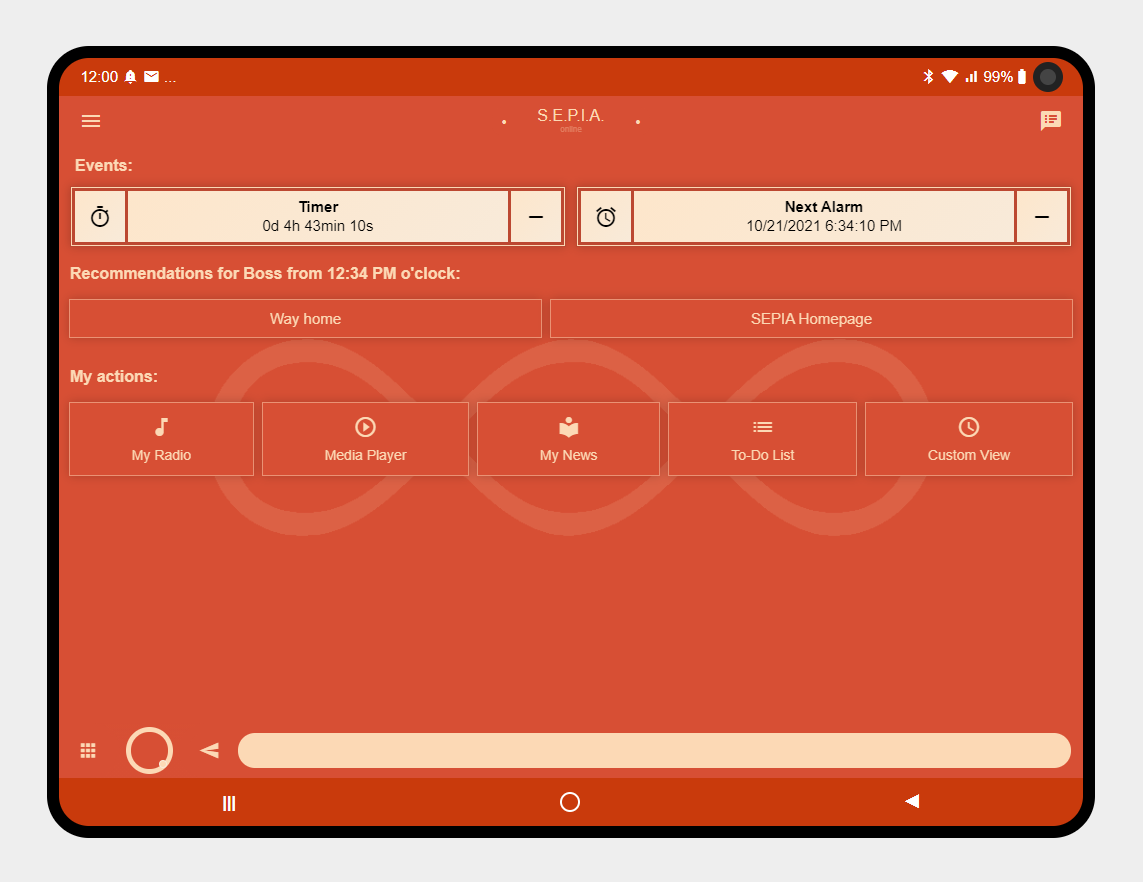 12:00 ... 99%
S.E.P.I.A.
online
Events:
Timer
0d 4h 43min 10s
Next Alarm
10/21/2021 6:34:10 PM
Recommendations for Boss from 12:34 PM o'clock:
Way home
SEPIA Homepage
My actions:
My Radio
Media Player
My News
To-Do List
Custom View